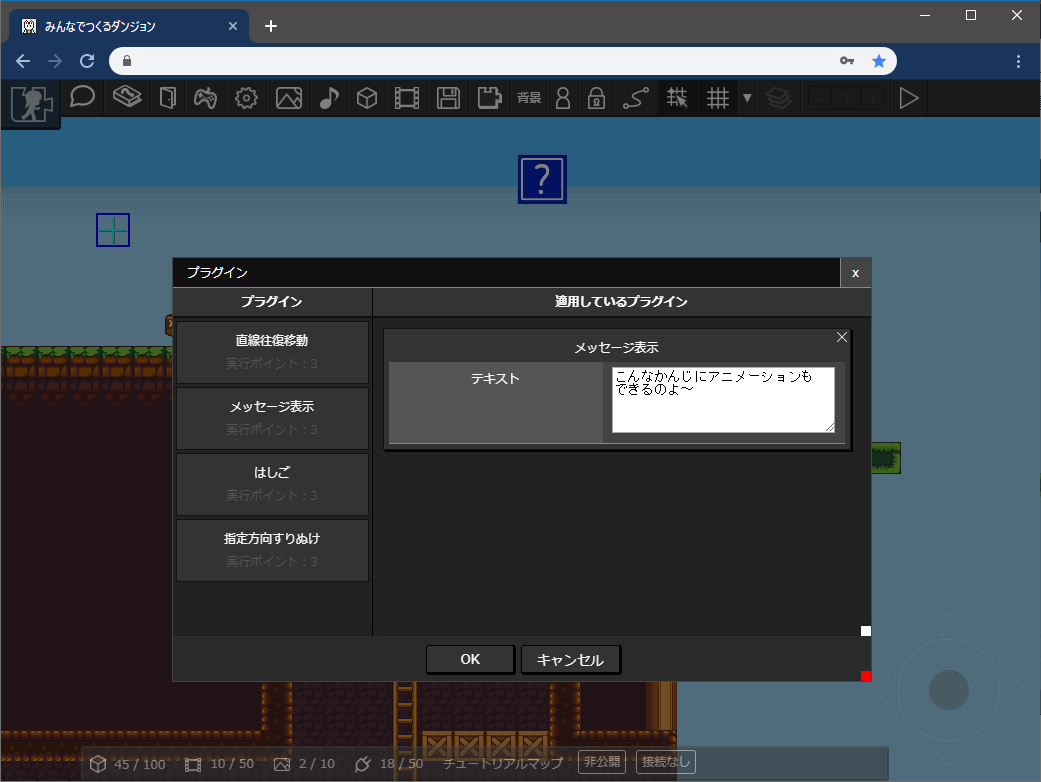 みんなでつくるダンジョン
背景
?
プラグイン
x
プラグイン
適用しているプラグイン
直線往復移動
実行ポイント：3
メッセージ表示
実行ポイント：3
はしご
実行ポイント：3
指定方向すりぬけ
実行ポイント：3
メッセージ表示
テキスト
こんなかんじにアニメーションも
できるのよ～
OK
キャンセル
45 / 100
10 / 50
2 / 10
18 / 50
チュートリアルマップ
非公開
接続なし